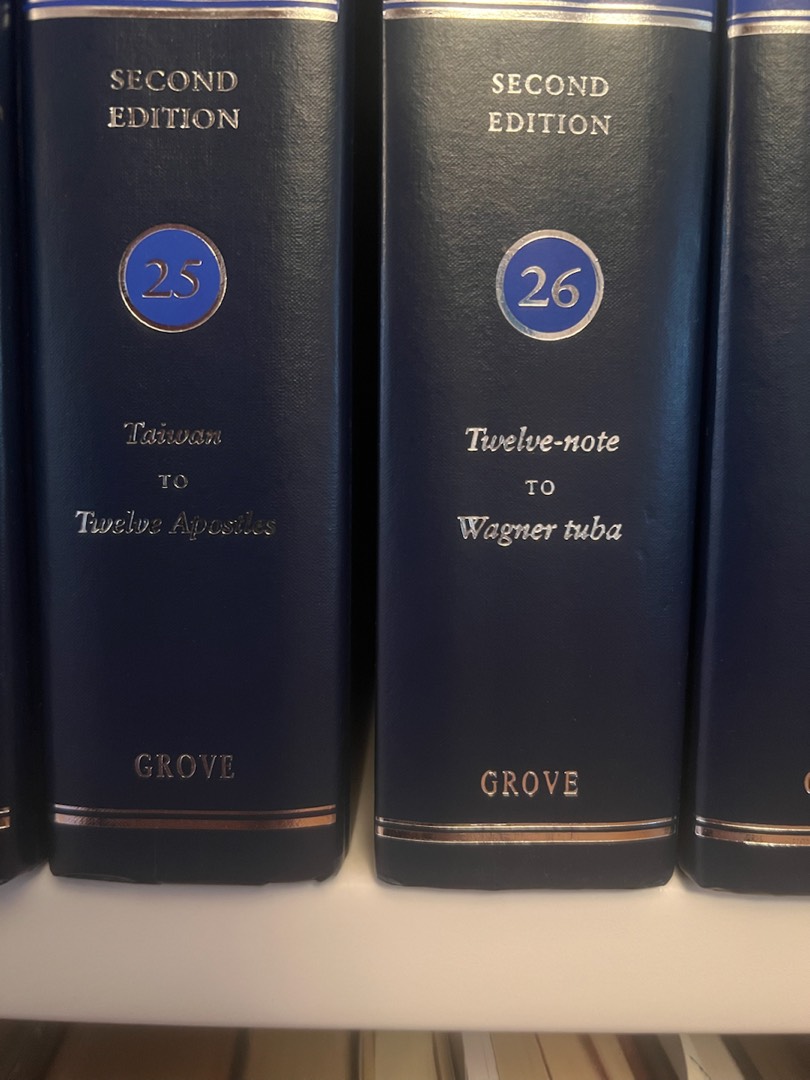 SECOND
EDITION
25
Taiwan
TO
Twelve Apostles
GROVE
SECOND
EDITION
26
Twelve-note
TO
Wagner tuba
GROVE